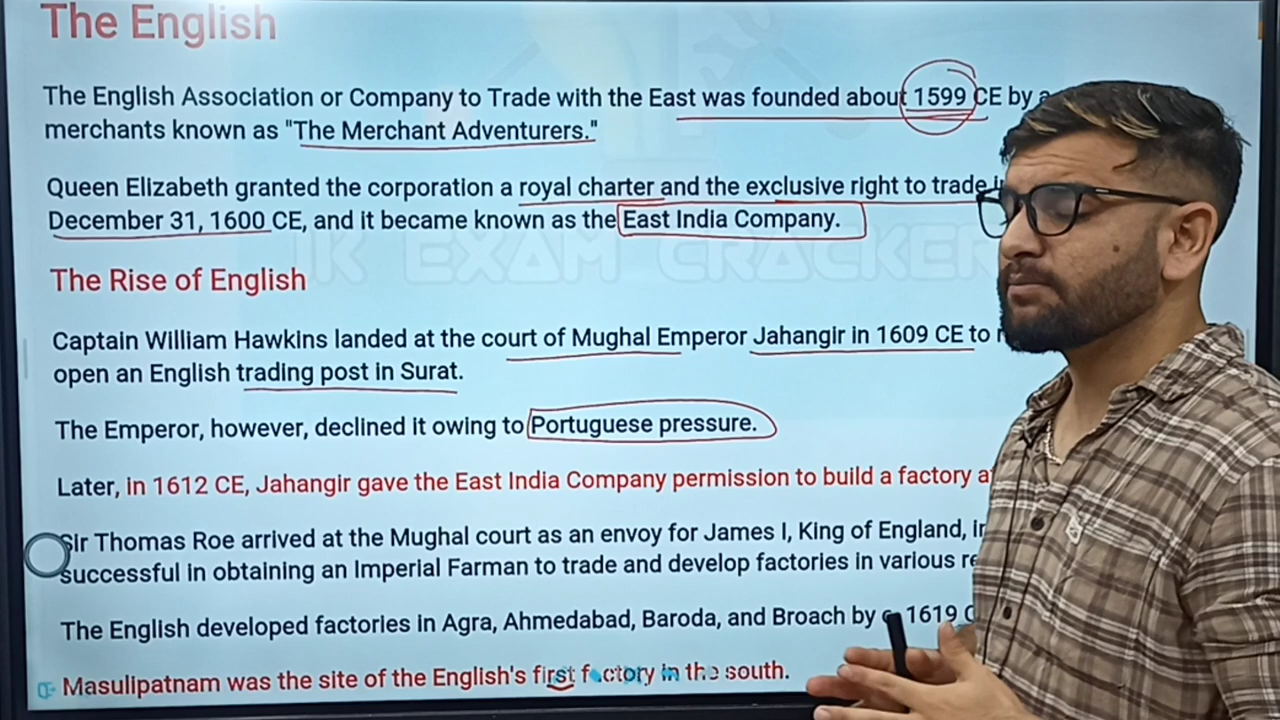 The English
The English Association or Company to Trade with the East was founded about 1599 CE by a
merchants known as "The Merchant Adventurers."
Queen Elizabeth granted the corporation a royal charter and the exclusive right to trade
December 31, 1600 CE, and it became known as the East India Company.
IK EXAM CRACKER
The Rise of English
Captain William Hawkins landed at the court of Mughal Emperor Jahangir in 1609 CE to
open an English trading post in Surat.
The Emperor, however, declined it owing to Portuguese pressure.
Later, in 1612 CE, Jahangir gave the East India Company permission to build a factory
Sir Thomas Roe arrived at the Mughal court as an envoy for James I, King of England,
successful in obtaining an Imperial Farman to trade and develop factories in various
The English developed factories in Agra, Ahmedabad, Baroda, and Broach by 1619
Masulipatnam was the site of the English's first factory in the south.